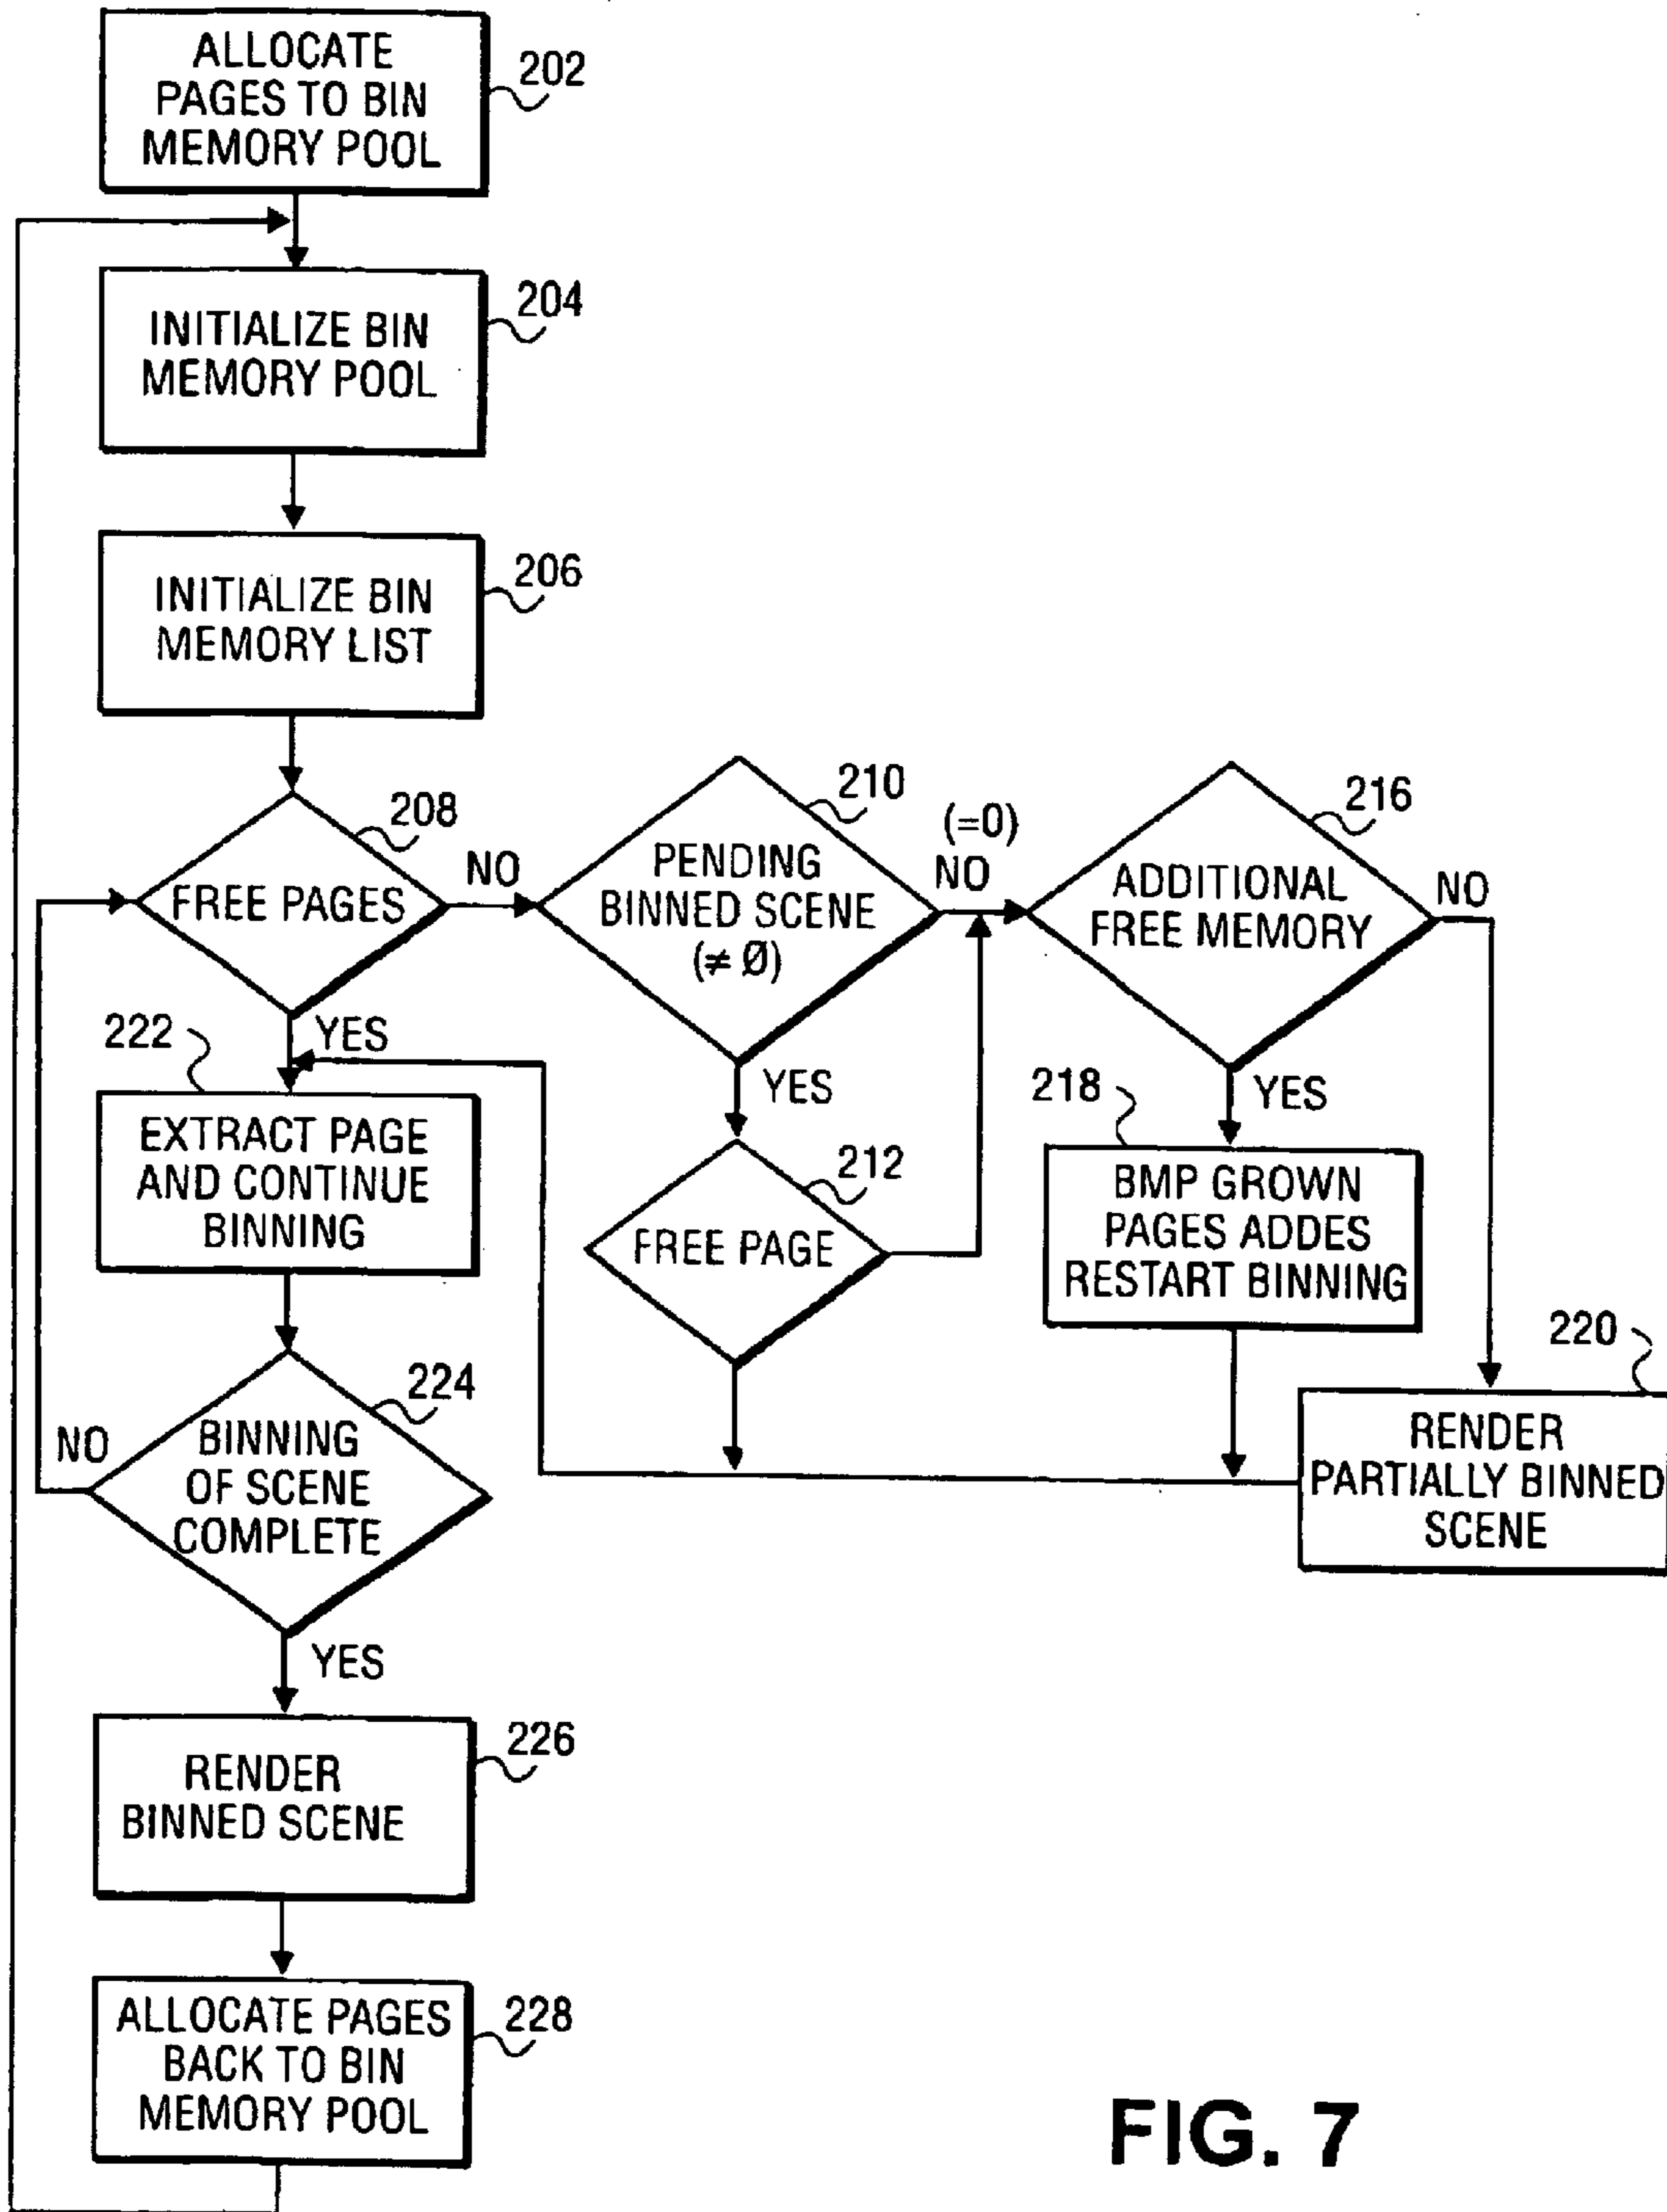 ALLOCATE
PAGES TO BIN
MEMORY POOL
202
INITIALIZE BIN
MEMORY POOL
204
INITIALIZE BIN
MEMORY LIST
206
FREE PAGES
208
NO
YES
PENDING
BINNED SCENE
(≠ Ø)
210
(=0)
NO
YES
ADDITIONAL
FREE MEMORY
216
NO
YES
FREE PAGE
212
218
BMP GROWN
PAGES ADDES
RESTART BINNING
220
RENDER
PARTIALLY BINNED
SCENE
222
EXTRACT PAGE
AND CONTINUE
BINNING
224
BINNING
OF SCENE
COMPLETE
NO
YES
RENDER
BINNED SCENE
226
ALLOCATE PAGES
BACK TO BIN
MEMORY POOL
228
FIG. 7